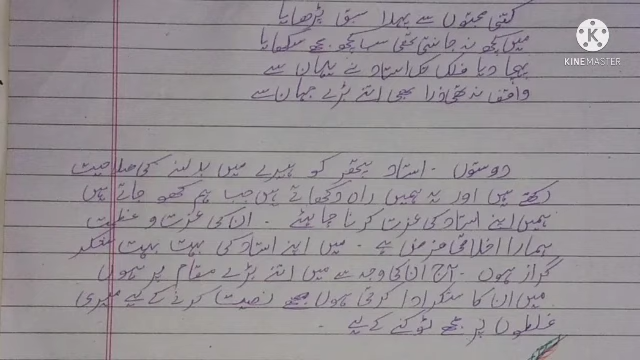 کتنی محبتوں سے پہلا سبق پڑھایا
میں کچھ نہ جانتی تھی سب کچھ مجھے سکھایا
پہنچا دیا فلک تک استاد نے یہاں سے
واقف نہ تھی ذرا بھی اتنے بڑے جہاں سے
دوستوں - استاد پتھر کو ہیرے میں بدلنے کی صلاحیت
رکھتے ہیں اور یہ ہمیں راہ دکھاتے ہیں جب ہم کھو جاتے ہیں
ہمیں اپنے استاد کی عزت کرنا چاہیئے - ان کی عزت و عظمت
ہمارا اخلاقی فرض ہے - میں اپنے استاد کی بہت بہت شکر
گزار ہوں - آج ان کی وجہ سے میں اتنے بڑے مقام پر ہوں
میں ان کا شکر ادا کرتی ہوں مجھے نصیحت کرنے کے لیے میری
غلطیوں پر مجھے ٹوکنے کے لیے -
KINEMASTER